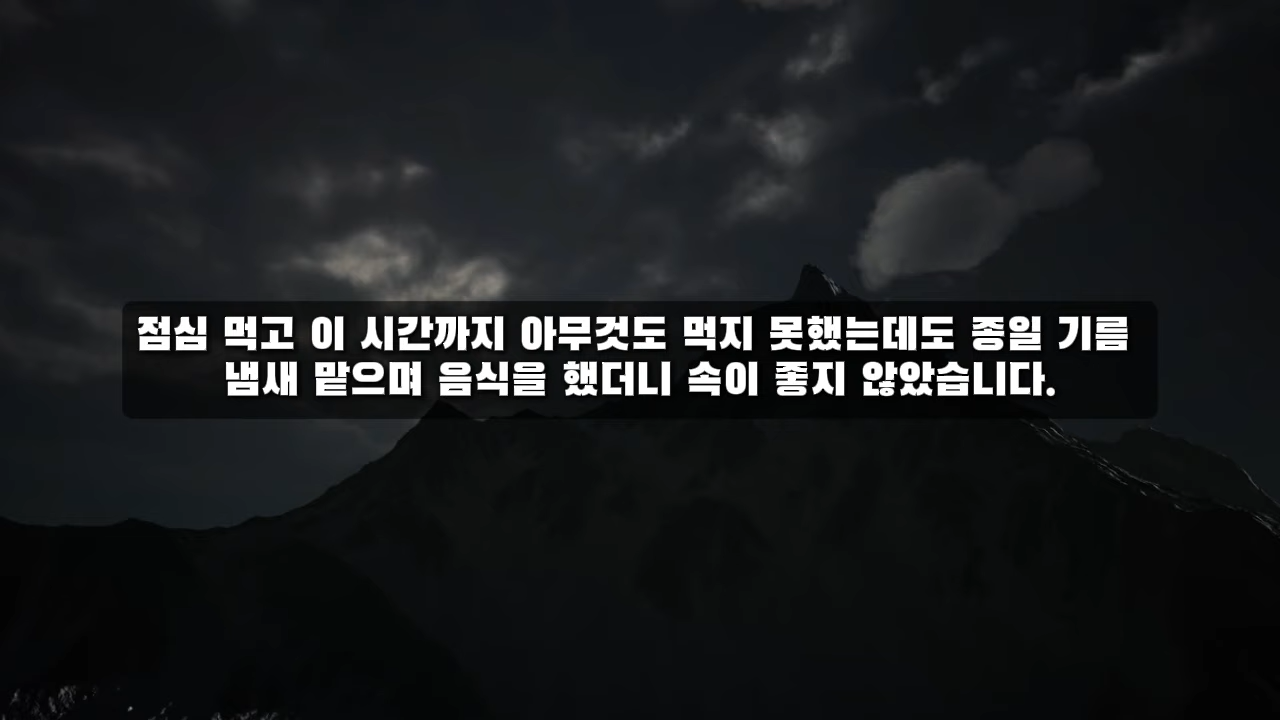 점심 먹고 이 시간까지 아무것도 먹지 못했는데도 종일 기름
냄새 맡으며 음식을 했더니 속이 좋지 않았습니다.